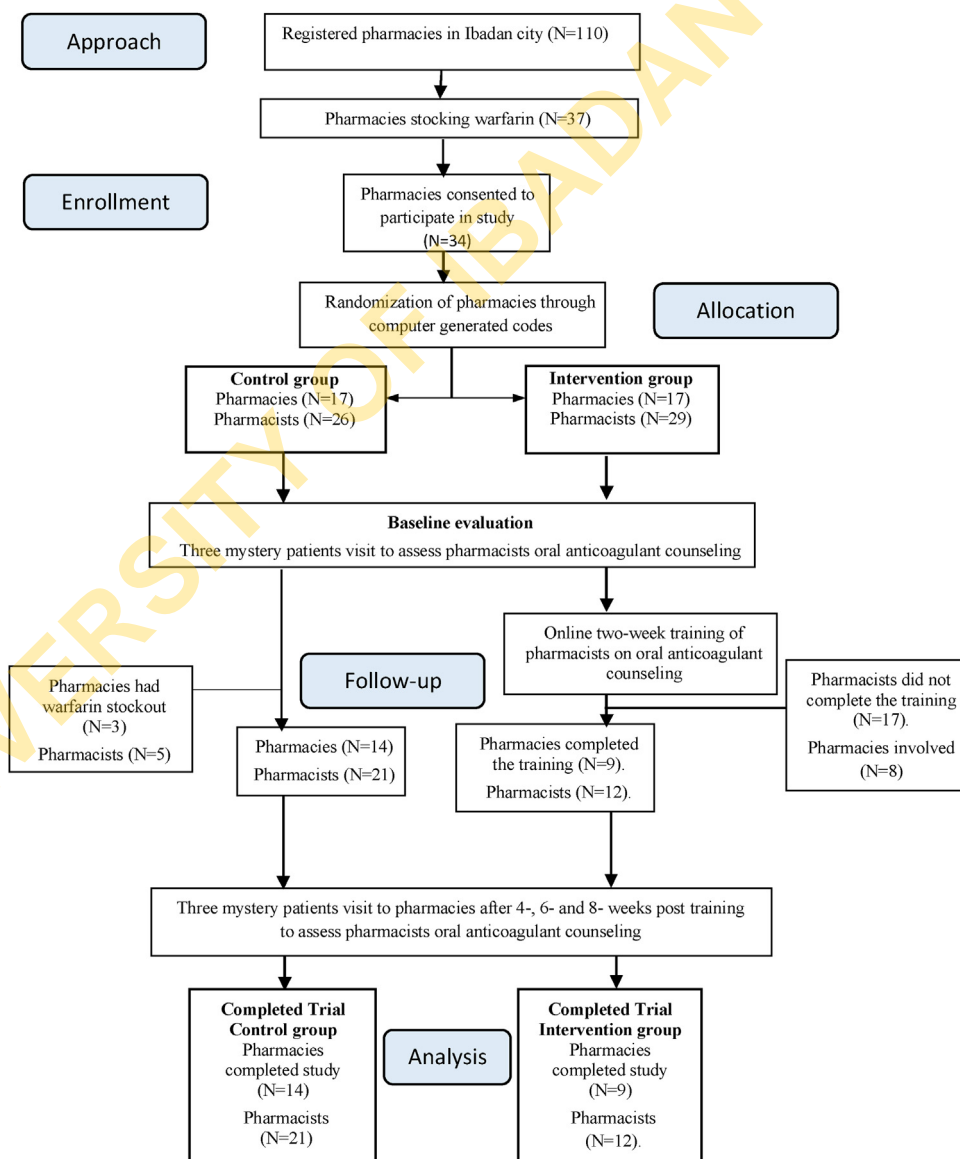 Approach
Registered pharmacies in Ibadan city (N=110)
Pharmacies stocking warfarin (N=37)
Enrollment
Pharmacies consented to
participate in study
(N=34)
Randomization of pharmacies through
computer generated codes
Allocation
Control group
Pharmacies (N=17)
Pharmacists (N=26)
Intervention group
Pharmacies (N=17)
Pharmacists (N=29)
Baseline evaluation
Three mystery patients visit to assess pharmacists oral anticoagulant counseling
Online two-week training of
pharmacists on oral anticoagulant
counseling
Follow-up
Pharmacies had
warfarin stockout
(N=3)
Pharmacists (N=5)
Pharmacies (N=14)
Pharmacists (N=21)
Pharmacies completed
the training (N=9).
Pharmacists (N=12).
Pharmacists did not
complete the training
(N=17).
Pharmacies involved
(N=8)
Three mystery patients visit to pharmacies after 4-, 6- and 8- weeks post training
to assess pharmacists oral anticoagulant counseling
Completed Trial
Control group
Pharmacies
completed study
(N=14)
Pharmacists
(N=21)
Analysis
Completed Trial
Intervention group
Pharmacies
completed study
(N=9)
Pharmacists
(N=12).
VERSITY OF IBADAN